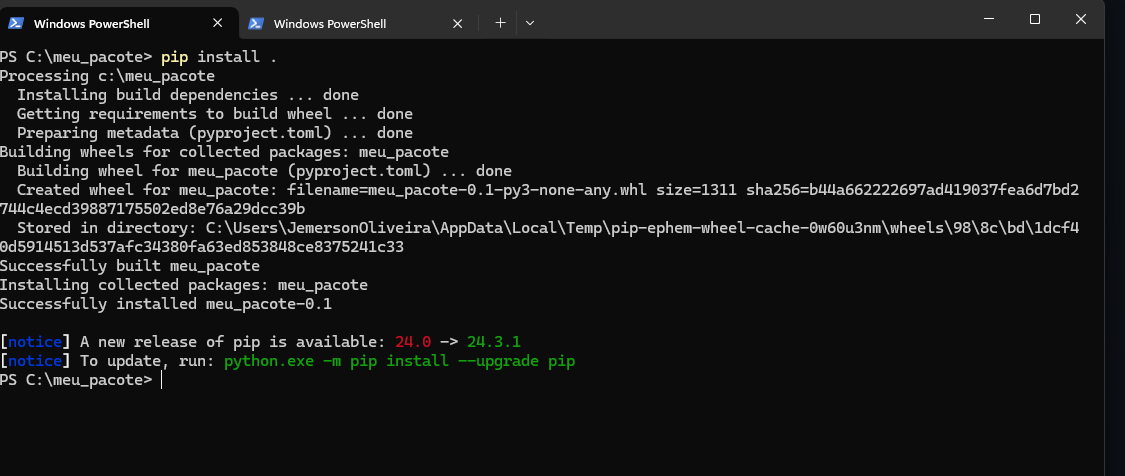 Windows PowerShell
Windows PowerShell
PS C:\meu_pacote> pip install .
Processing c:\meu_pacote
Installing build dependencies ... done
Getting requirements to build wheel ... done
Preparing metadata (pyproject.toml) ... done
Building wheels for collected packages: meu_pacote
Building wheel for meu_pacote (pyproject.toml) ... done
Created wheel for meu_pacote: filename=meu_pacote-0.1-py3-none-any.whl size=1311 sha256=b44a662222697ad419037fea6d7bd2
744c4ecd39887175502ed8e76a29dcc39b
Stored in directory: C:\Users\JemersonOliveira\AppData\Local\Temp\pip-ephem-wheel-cache-0w60u3nm\wheels\98\8c\bd\1dcf4
0d5914513d537afc34380fa63ed853848ce8375241c33
Successfully built meu_pacote
Installing collected packages: meu_pacote
Successfully installed meu_pacote-0.1
[notice] A new release of pip is available: 24.0 -> 24.3.1
[notice] To update, run: python.exe -m pip install --upgrade pip
PS C:\meu_pacote>